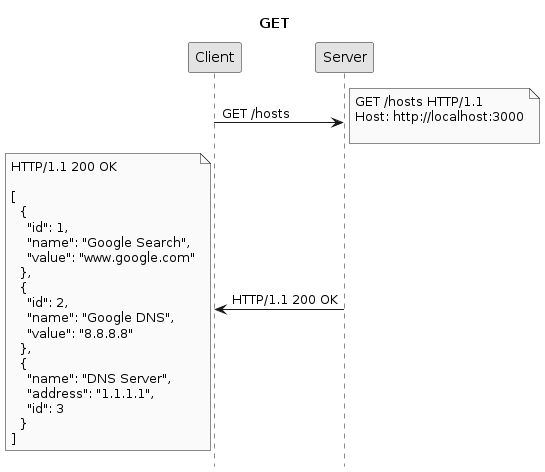 GET
Client
Server
GET /hosts
GET /hosts HTTP/1.1
Host: http://localhost:3000
HTTP/1.1 200 OK
[
  {
    "id": 1,
    "name": "Google Search",
    "value": "www.google.com"
  },
  {
    "id": 2,
    "name": "Google DNS",
    "value": "8.8.8.8"
  },
  {
    "name": "DNS Server",
    "address": "1.1.1.1",
    "id": 3
  }
]
HTTP/1.1 200 OK